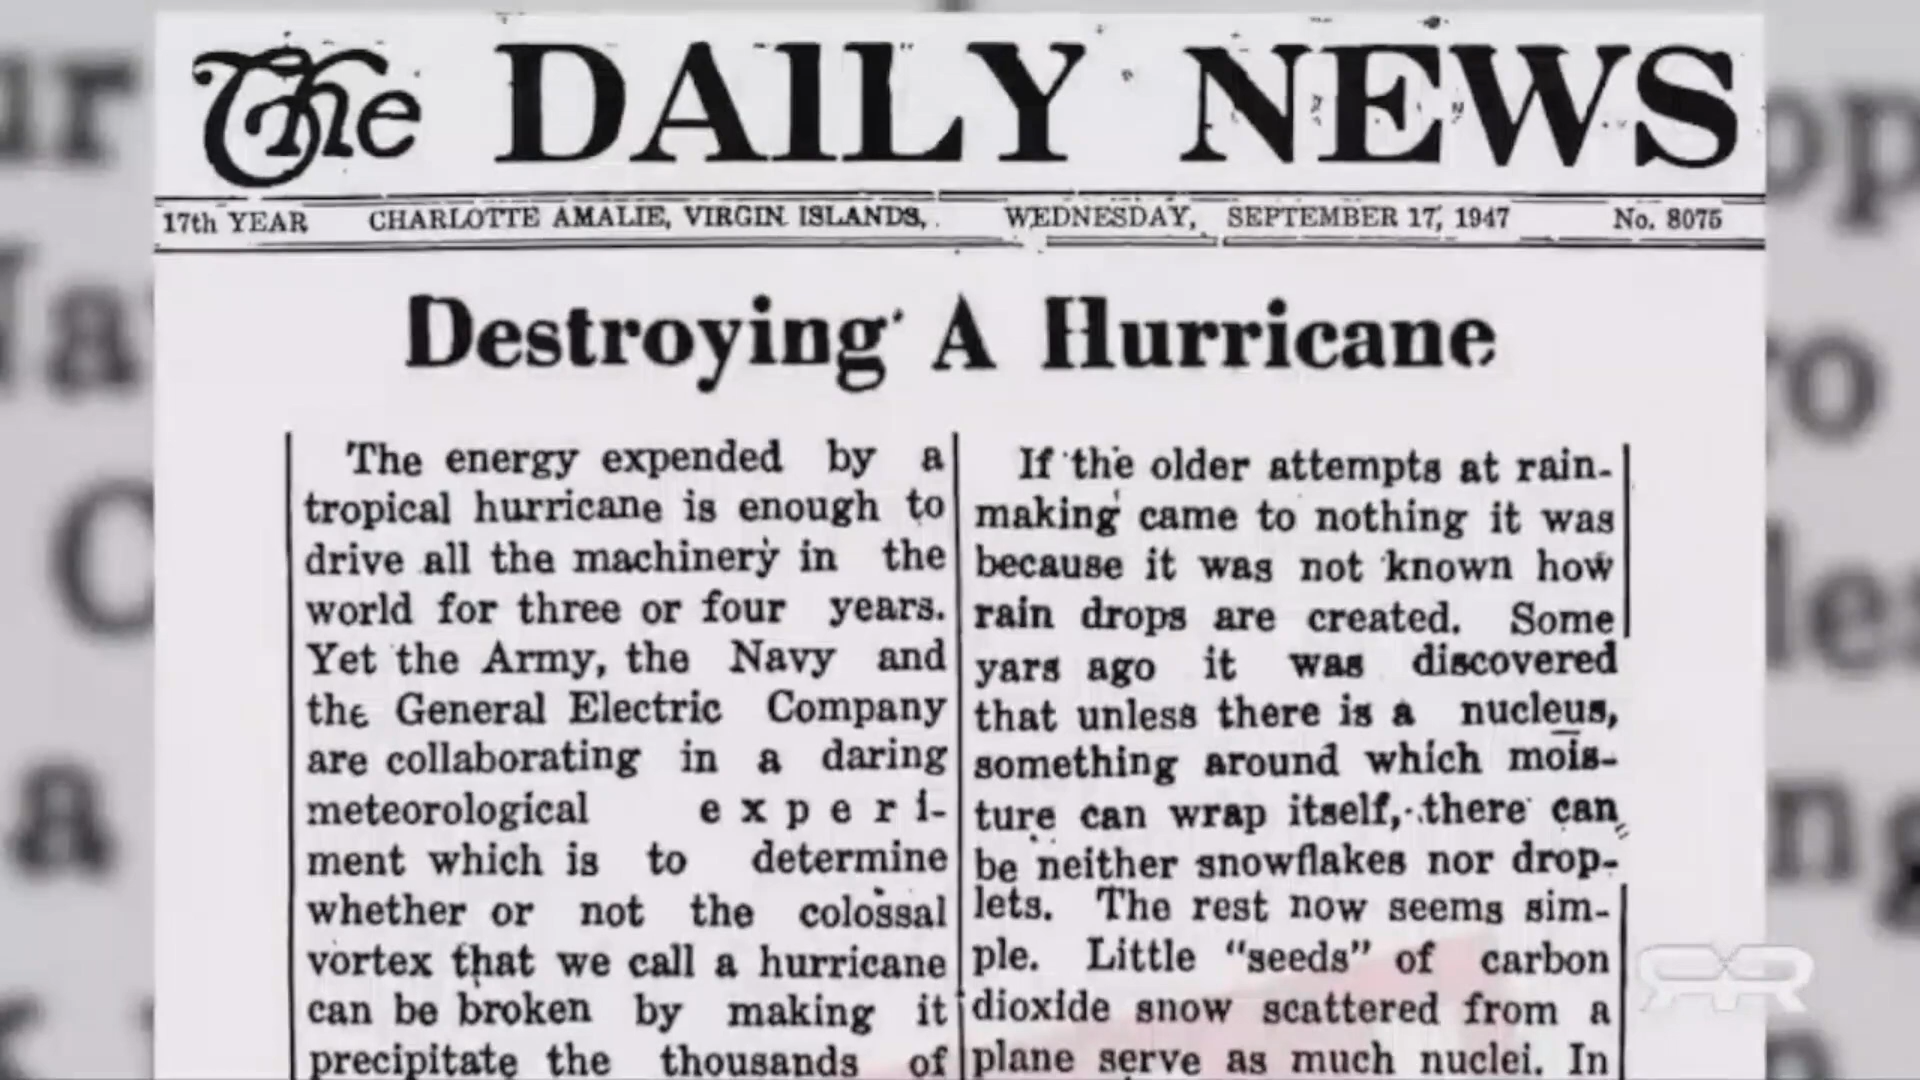 The DAILY NEWS
17th YEAR CHARLOTTE AMALIE, VIRGIN ISLANDS, WEDNESDAY, SEPTEMBER 17, 1947 No. 8075
Destroying A Hurricane
The energy expended by a
tropical hurricane is enough to
drive all the machinery in the
world for three or four years.
Yet the Army, the Navy and
the General Electric Company
are collaborating in a daring
meteorological experi-
ment which is to determine
whether or not the colossal
vortex that we call a hurricane
can be broken by making it
precipitate the thousands of
If the older attempts at rain-
making came to nothing it was
because it was not known how
rain drops are created. Some
yars ago it was discovered
that unless there is a nucleus,
something around which mois-
ture can wrap itself, there can
be neither snowflakes nor drop-
lets. The rest now seems sim-
ple. Little “seeds” of carbon
dioxide snow scattered from a
plane serve as much nuclei. In